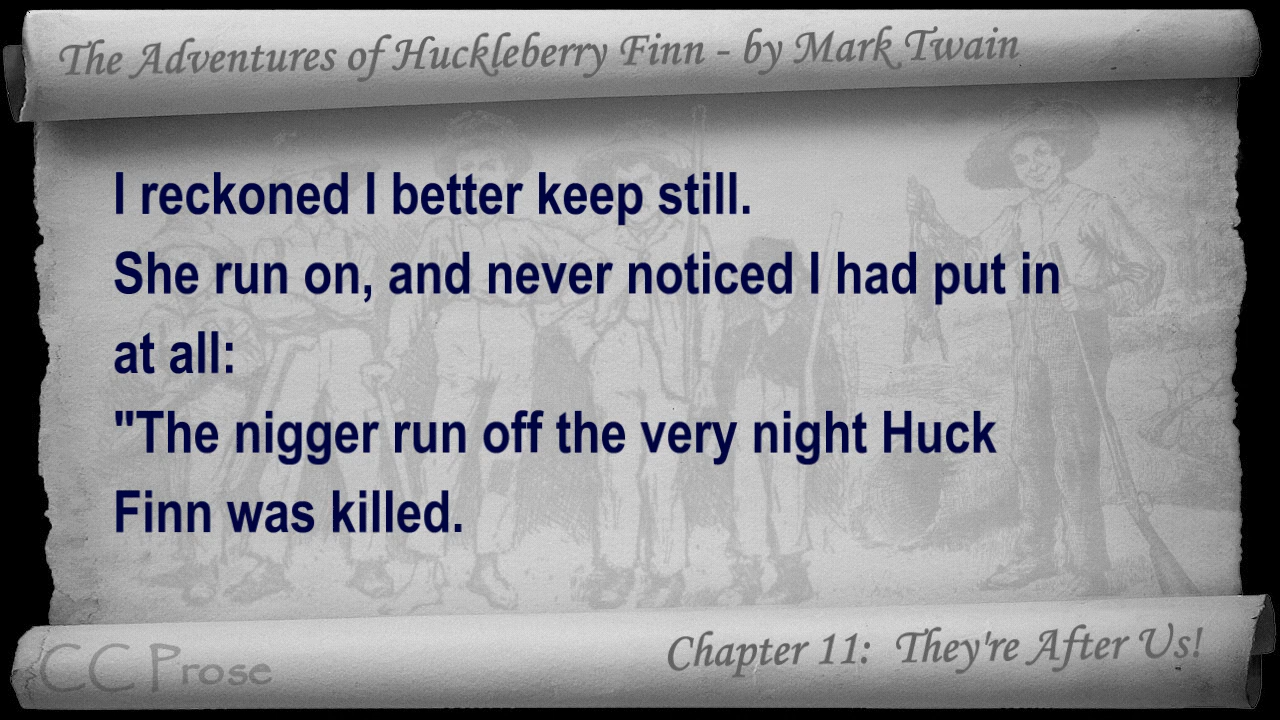 The Adventures of Huckleberry Finn - by Mark Twain
I reckoned I better keep still.
She run on, and never noticed I had put in
at all:
"The nigger run off the very night Huck
Finn was killed.
CC Prose
Chapter 11: They're After Us!